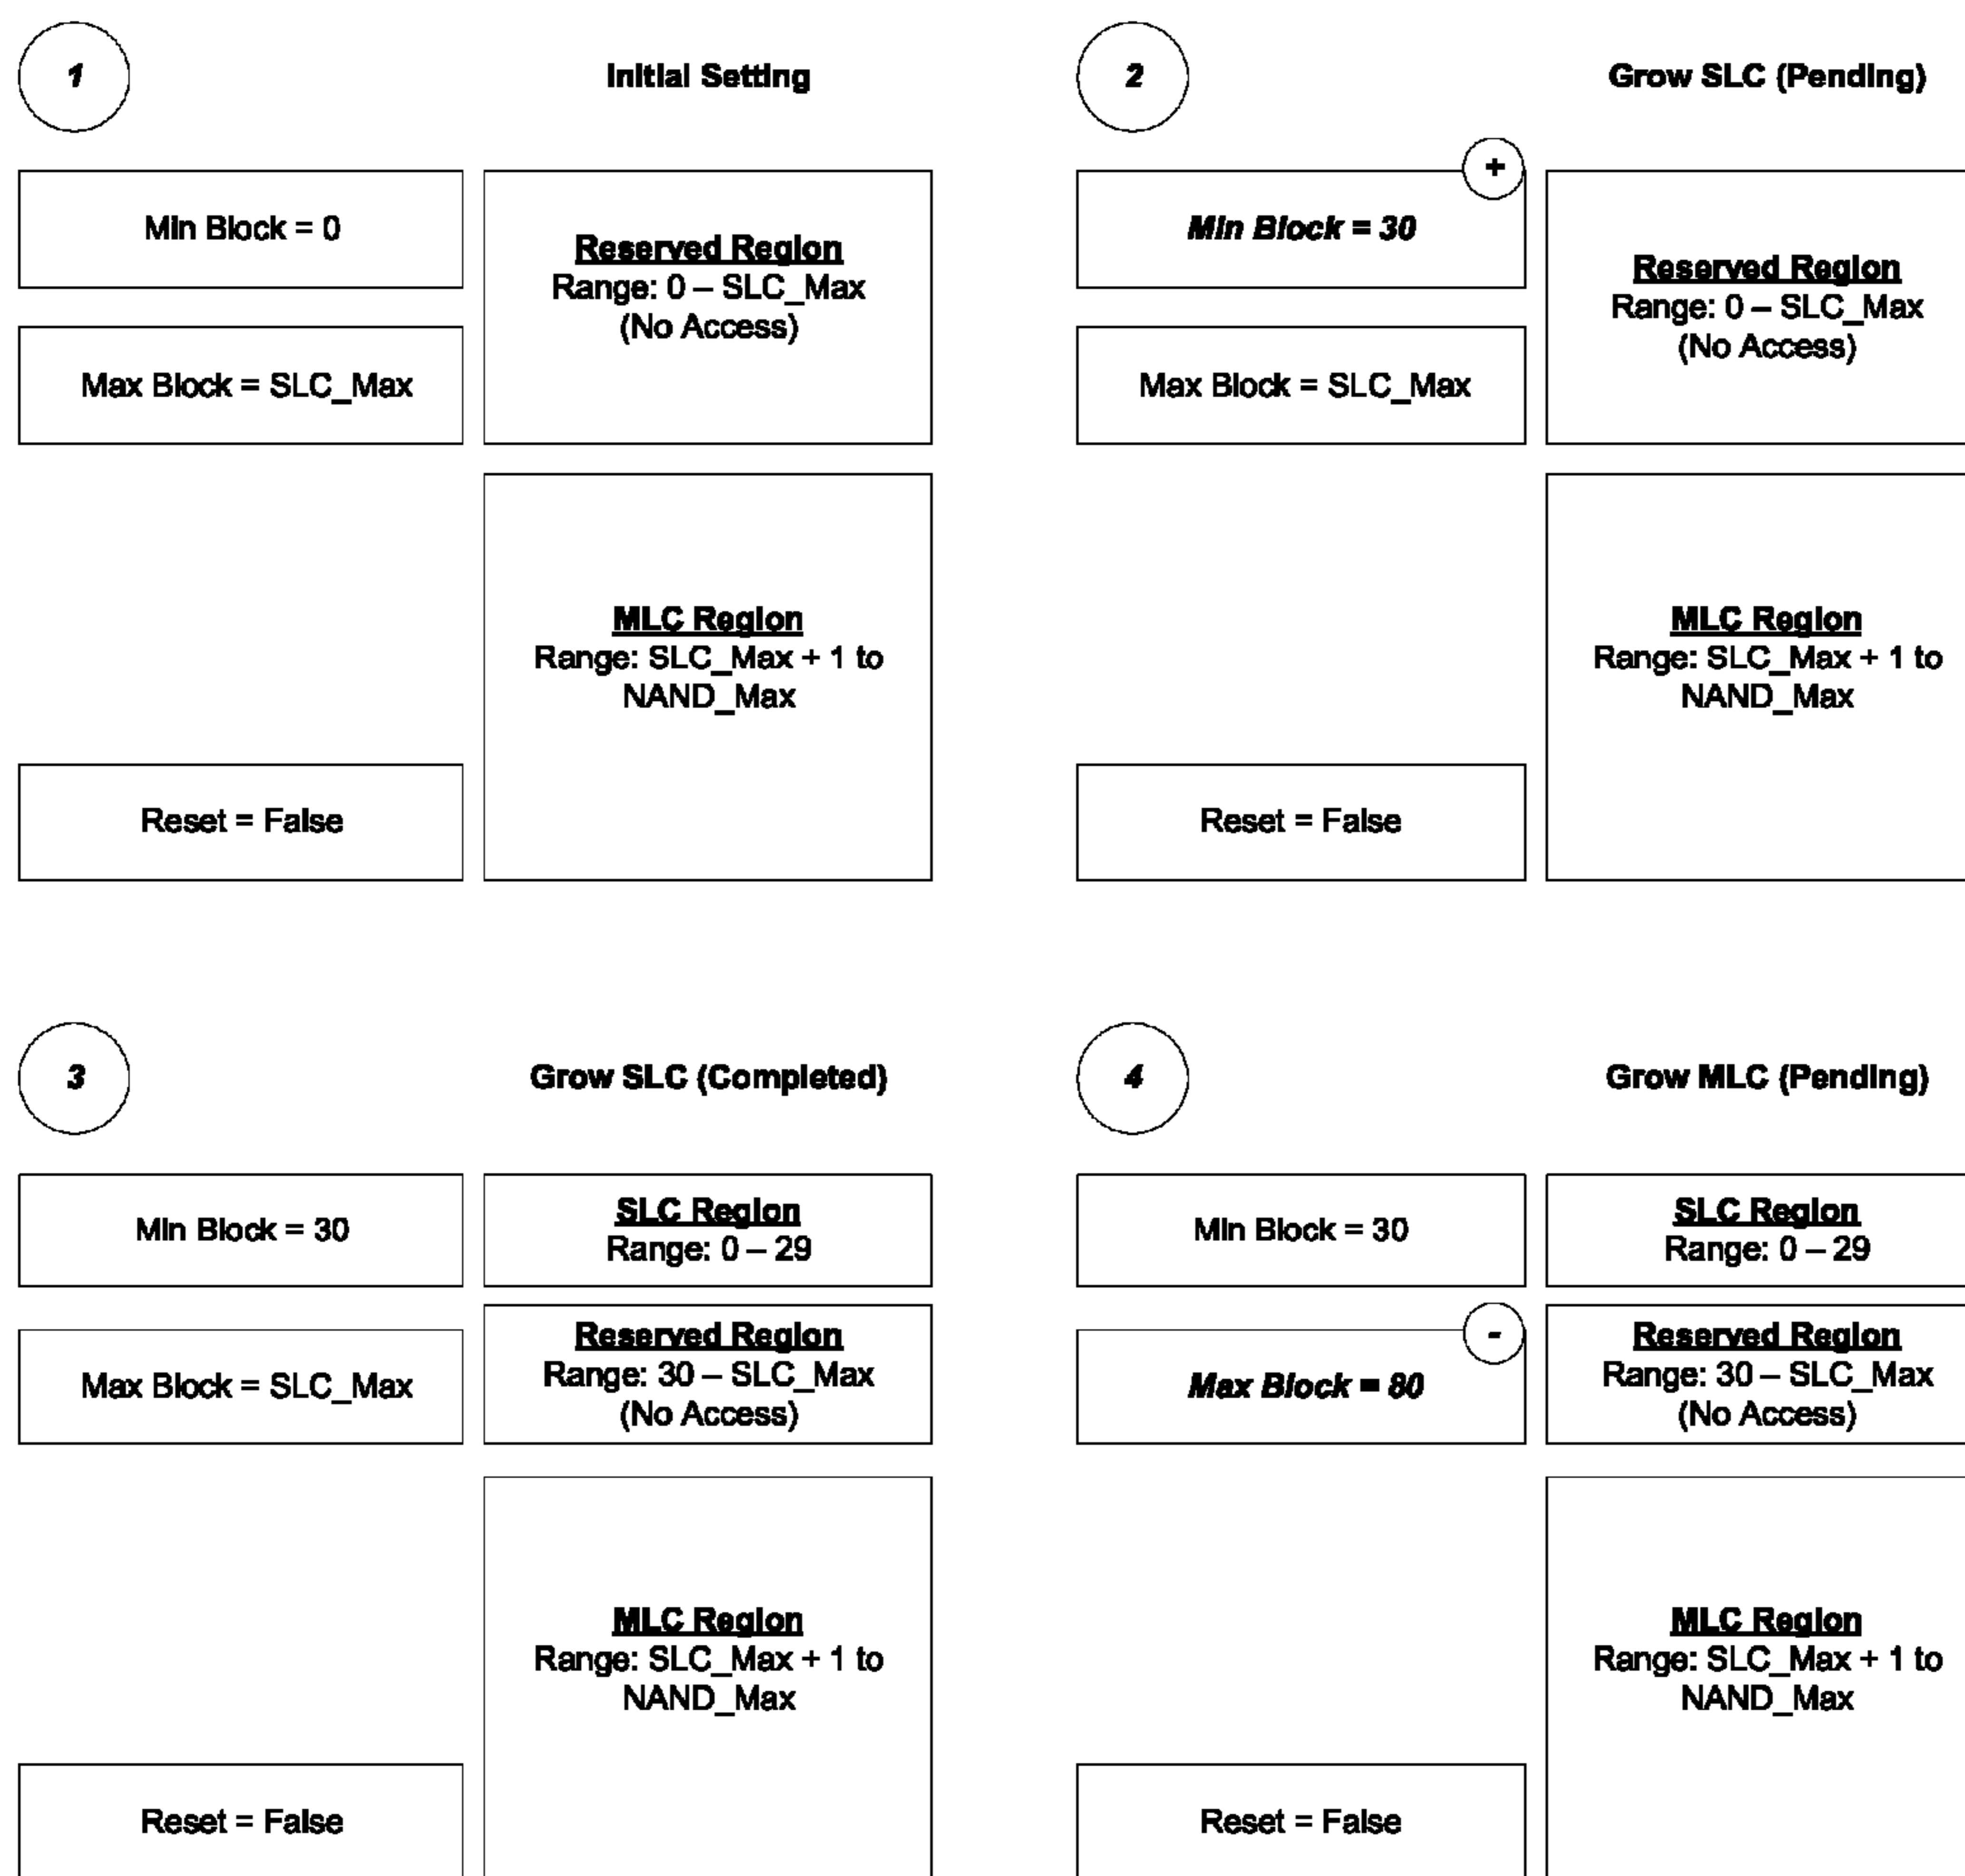 1
Initial Setting
Min Block = 0
Max Block = SLC_Max
Reserved Region
Range: 0 – SLC_Max
(No Access)
MLC Region
Range: SLC_Max + 1 to
NAND_Max
Reset = False
2
Grow SLC (Pending)
+
Min Block = 30
Max Block = SLC_Max
Reserved Region
Range: 0 – SLC_Max
(No Access)
MLC Region
Range: SLC_Max + 1 to
NAND_Max
Reset = False
3
Grow SLC (Completed)
Min Block = 30
SLC Region
Range: 0 – 29
Max Block = SLC_Max
Reserved Region
Range: 30 – SLC_Max
(No Access)
MLC Region
Range: SLC_Max + 1 to
NAND_Max
Reset = False
4
Grow MLC (Pending)
Min Block = 30
SLC Region
Range: 0 – 29
-
Max Block = 80
Reserved Region
Range: 30 – SLC_Max
(No Access)
MLC Region
Range: SLC_Max + 1 to
NAND_Max
Reset = False